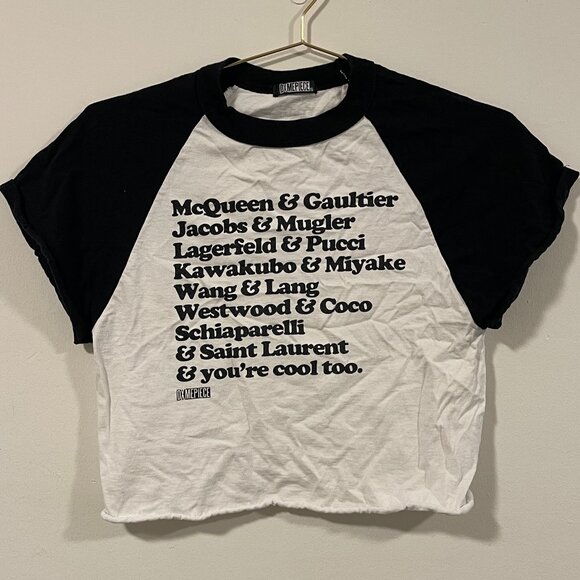 DIMEPIECE
McQueen & Gaultier
Jacobs & Mugler
Lagerfeld & Pucci
Kawakubo & Miyake
Wang & Lang
Westwood & Coco
Schiaparelli
& Saint Laurent
& you're cool too.
DIMEPIECE